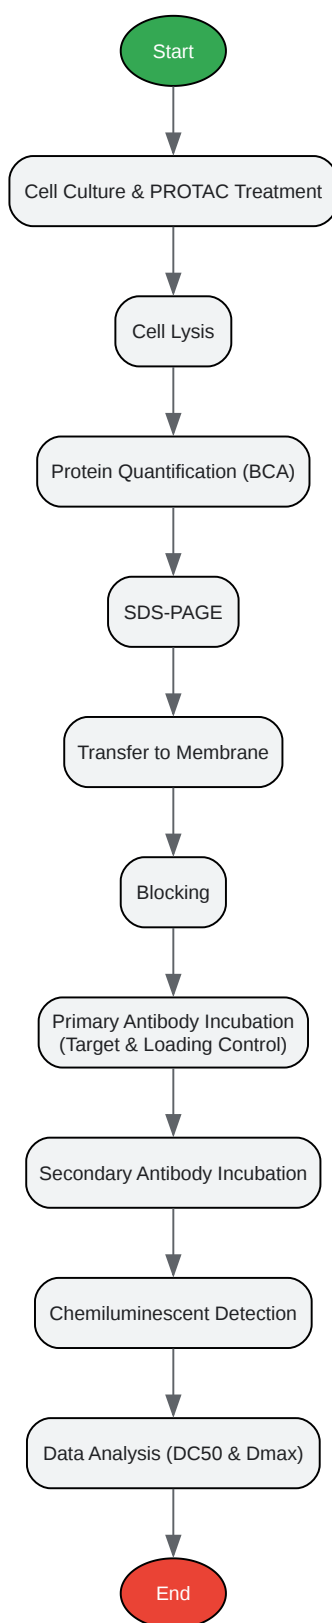 Start
Cell Culture & PROTAC Treatment
Cell Lysis
Protein Quantification (BCA)
SDS-PAGE
Transfer to Membrane
Blocking
Primary Antibody Incubation
(Target & Loading Control)
Secondary Antibody Incubation
Chemiluminescent Detection
Data Analysis (DC50 & Dmax)
End